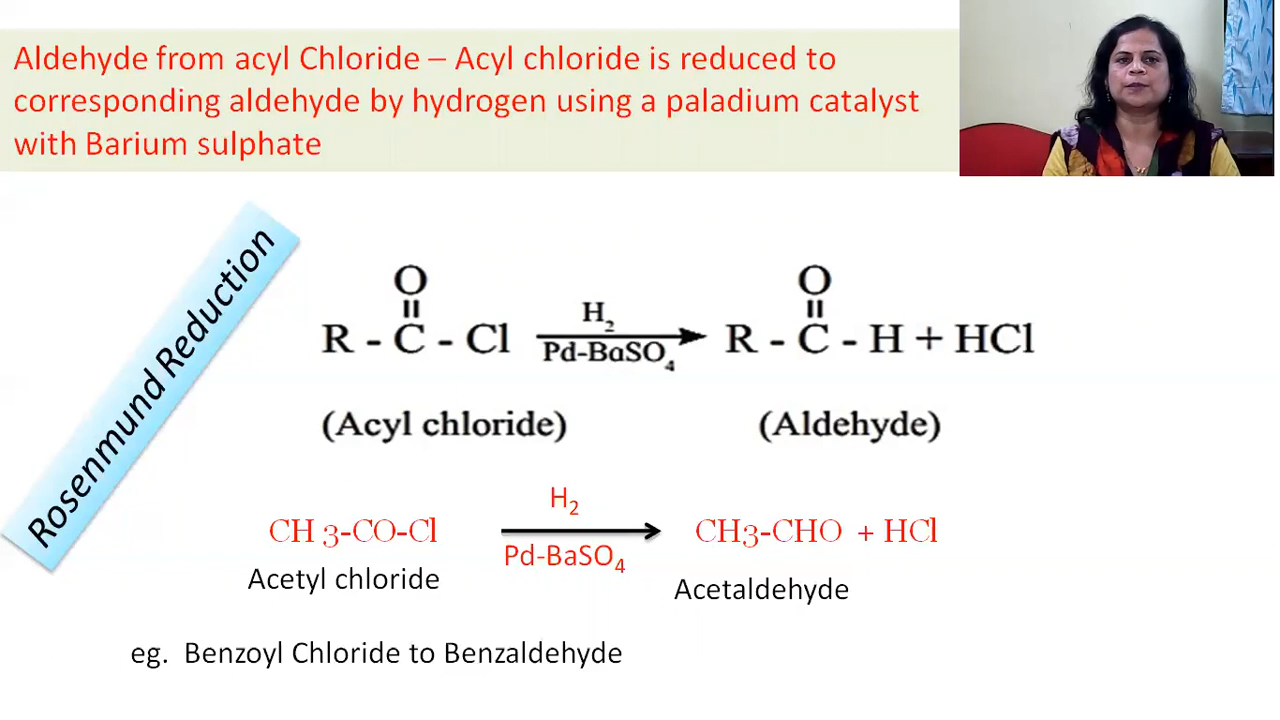 Aldehyde from acyl Chloride – Acyl chloride is reduced to
corresponding aldehyde by hydrogen using a paladium catalyst
with Barium sulphate
Rosenmund Reduction
O
R - C - Cl
H2
Pd-BaSO4
O
R - C - H + HCl
(Acyl chloride)
(Aldehyde)
CH 3-CO-Cl
H2
Pd-BaSO4
CH3-CHO + HCl
Acetyl chloride
Acetaldehyde
eg. Benzoyl Chloride to Benzaldehyde